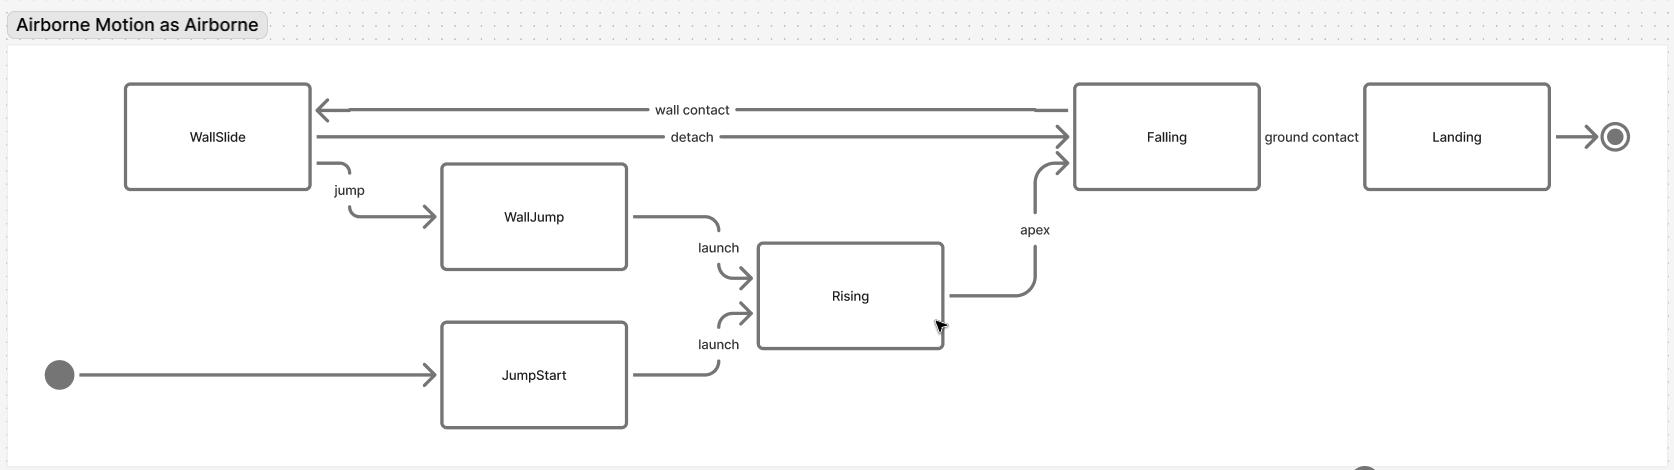 Airborne Motion as Airborne
wall contact
WallSlide
detach
Falling
ground contact
Landing
jump
WallJump
apex
launch
Rising
launch
JumpStart